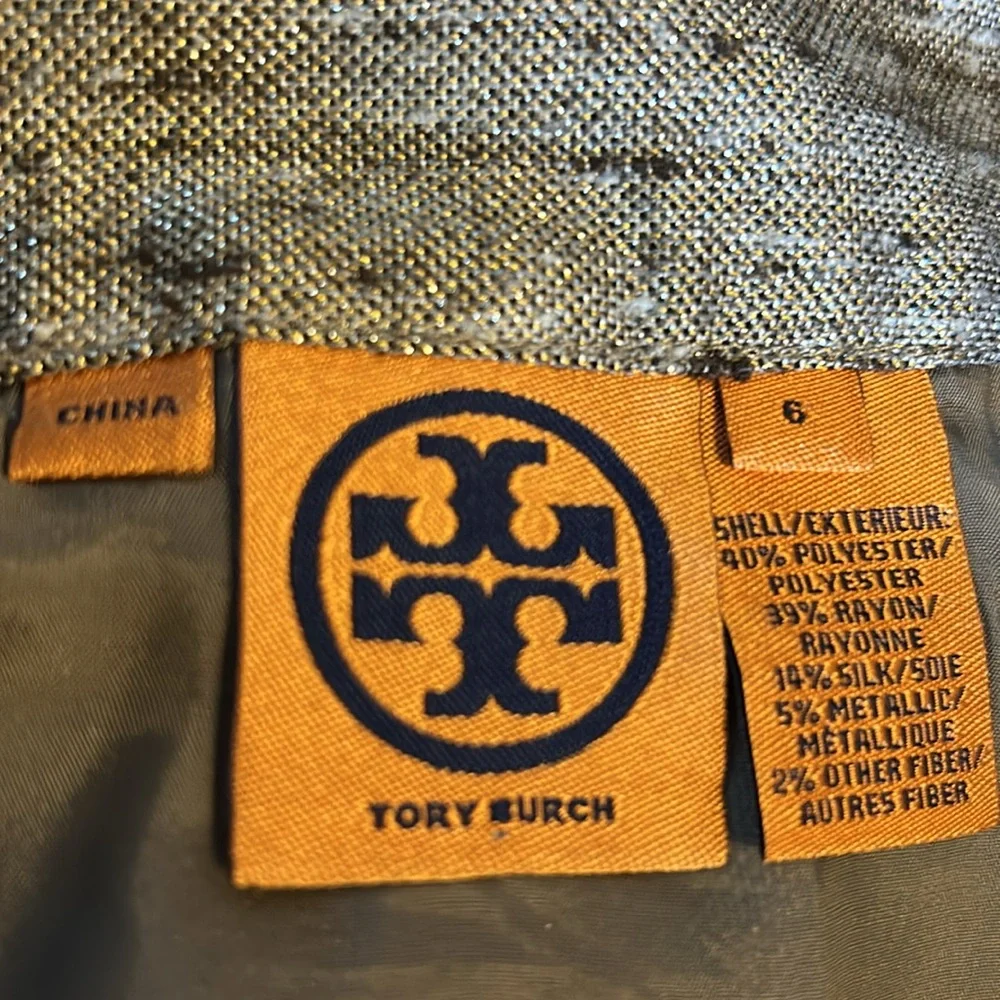 CHINA
TORY BURCH
6
SHELL/EXTERIEUR:
40% POLYESTER/
POLYESTER
39% RAYON/
RAYONNE
14% SILK/SOIE
5% METALLIC/
MÉTALLIQUE
2% OTHER FIBER/
AUTRES FIBER